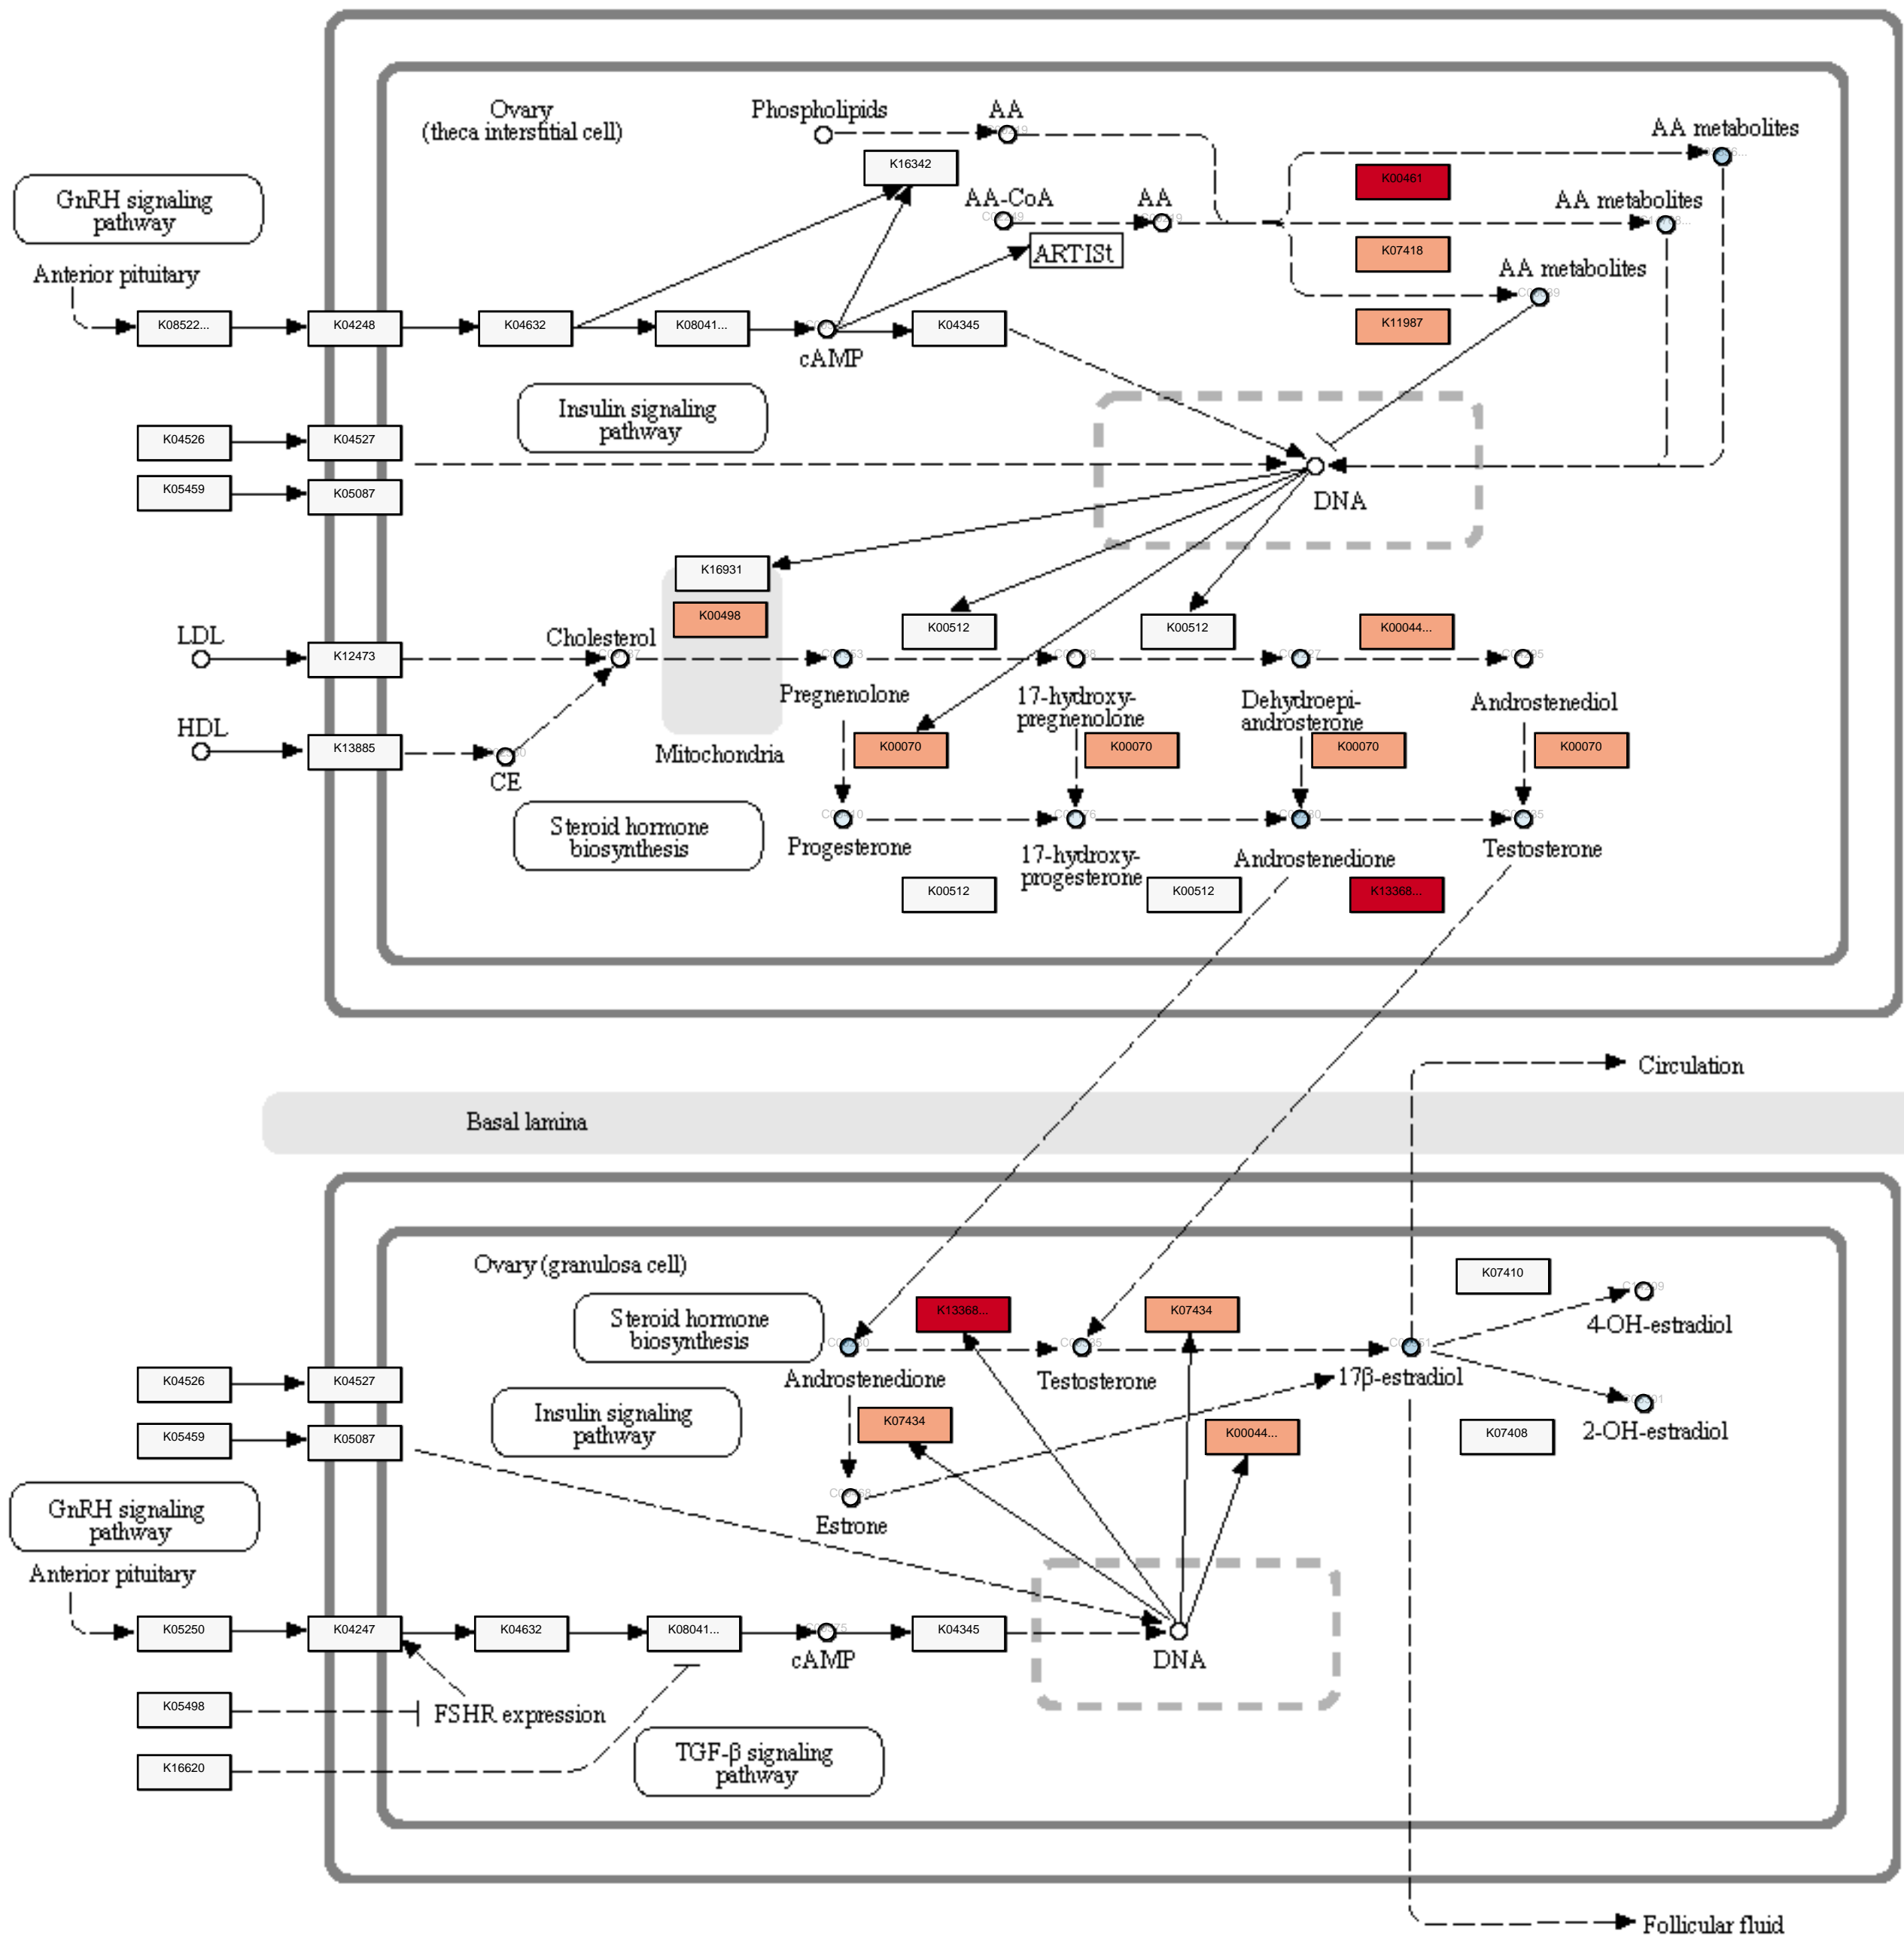 Ovary
(theca interstitial cell)
Phospholipids
AA
AA metabolites
K16342
K00461
GnRH signaling
pathway
AA-CoA
AA
AA metabolites
ARTISt
K07418
Anterior pituitary
AA metabolites
K08522...
K04248
K04632
K08041...
K04345
K11987
cAMP
Insulin signaling
pathway
K04526
K04527
K05459
K05087
DNA
K16931
K00498
K00512
K00512
K00044...
LDL
K12473
Cholesterol
Pregnenolone
17-hydroxy-
pregnenolone
Dehydroepi-
androsterone
Androstenediol
HDL
K13885
CE
Mitochondria
K00070
K00070
K00070
K00070
Steroid hormone
biosynthesis
Progesterone
17-hydroxy-
progesterone
Androstenedione
Testosterone
K00512
K00512
K13368...
Circulation
Basal lamina
Ovary (granulosa cell)
K07410
Steroid hormone
biosynthesis
K13368...
K07434
4-OH-estradiol
K04526
K04527
Androstenedione
Testosterone
17β-estradiol
Insulin signaling
pathway
K07434
K00044...
K07408
2-OH-estradiol
K05459
K05087
GnRH signaling
pathway
Estrone
Anterior pituitary
K05250
K04247
K04632
K08041...
cAMP
K04345
DNA
K05498
FSHR expression
K16620
TGF-β signaling
pathway
Follicular fluid